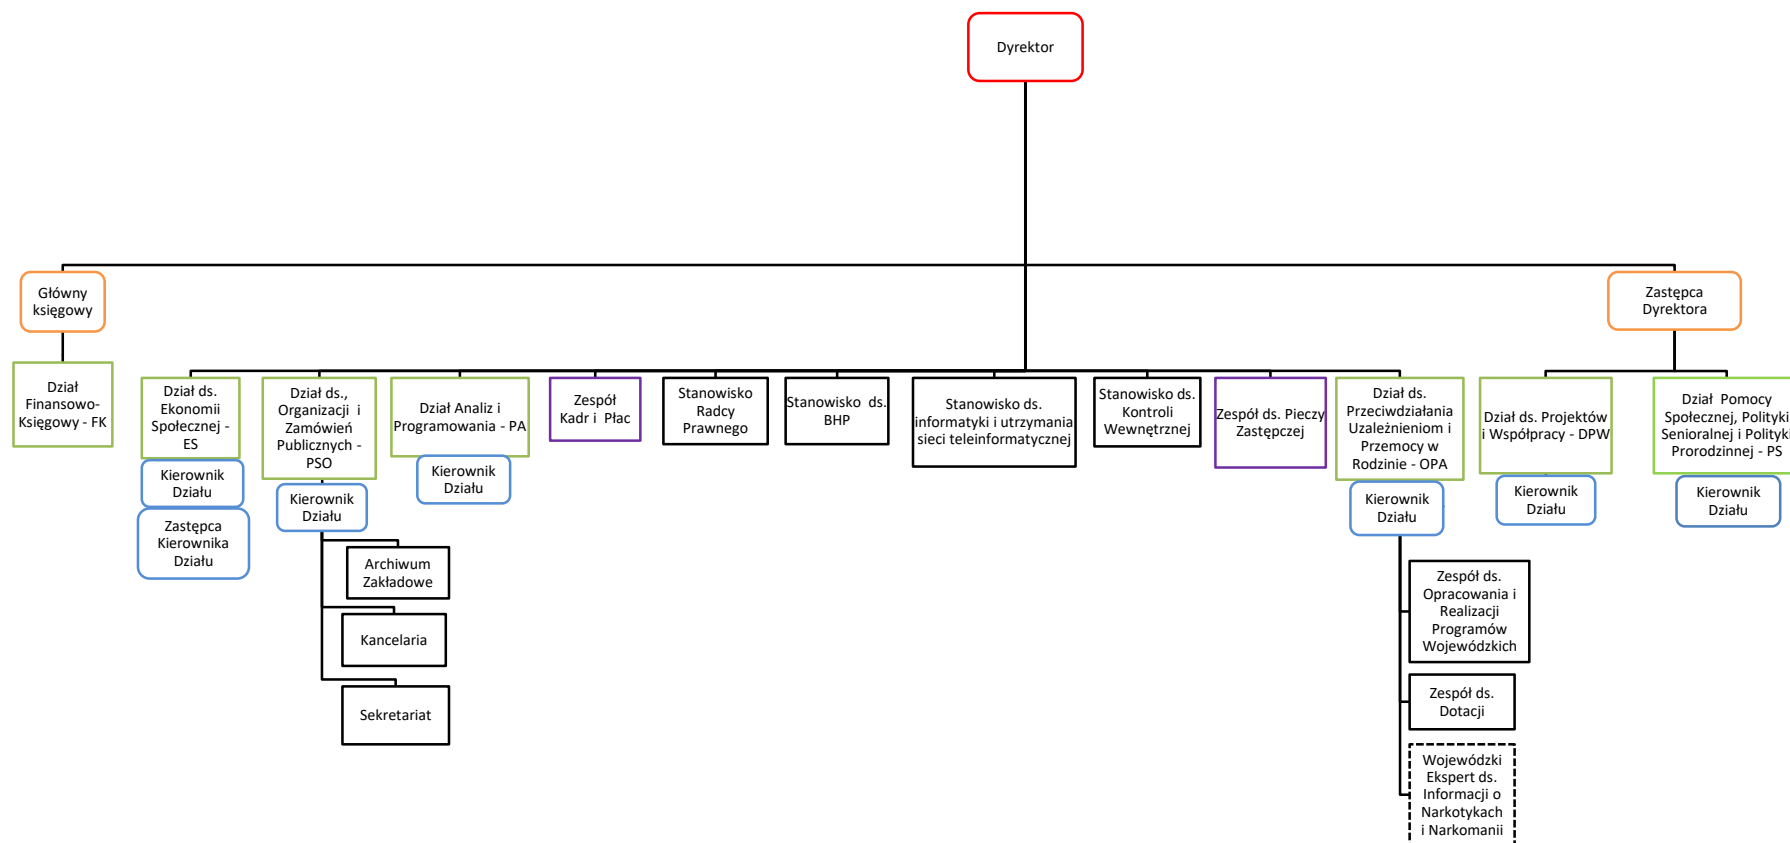 Dyrektor
Główny
księgowy
Zastępca
Dyrektora
Dział
Finansowo-
Księgowy - FK
Dział ds.
Ekonomii
Społecznej -
ES
Kierownik
Działu
Zastępca
Kierownika
Działu
Dział ds.,
Organizacji i
Zamówień
Publicznych -
PSO
Kierownik
Działu
Archiwum
Zakładowe
Kancelaria
Sekretariat
Dział Analiz i
Programowania - PA
Kierownik
Działu
Zespół
Kadr i Płac
Stanowisko
Radcy
Prawnego
Stanowisko ds.
BHP
Stanowisko ds.
informatyki i utrzymania
sieci teleinformatycznej
Stanowisko ds.
Kontroli
Wewnętrznej
Zespół ds. Pieczy
Zastępczej
Dział ds.
Przeciwdziałania
Uzależnieniom i
Przemocy w
Rodzinie - OPA
Kierownik
Działu
Zespół ds.
Opracowania i
Realizacji
Programów
Wojewódzkich
Zespół ds.
Dotacji
Wojewódzki
Ekspert ds.
Informacji o
Narkotykach
i Narkomanii
Dział ds. Projektów
i Współpracy - DPW
Kierownik
Działu
Dział Pomocy
Społecznej, Polityki
Senioralnej i Polityki
Prorodzinnej - PS
Kierownik
Działu